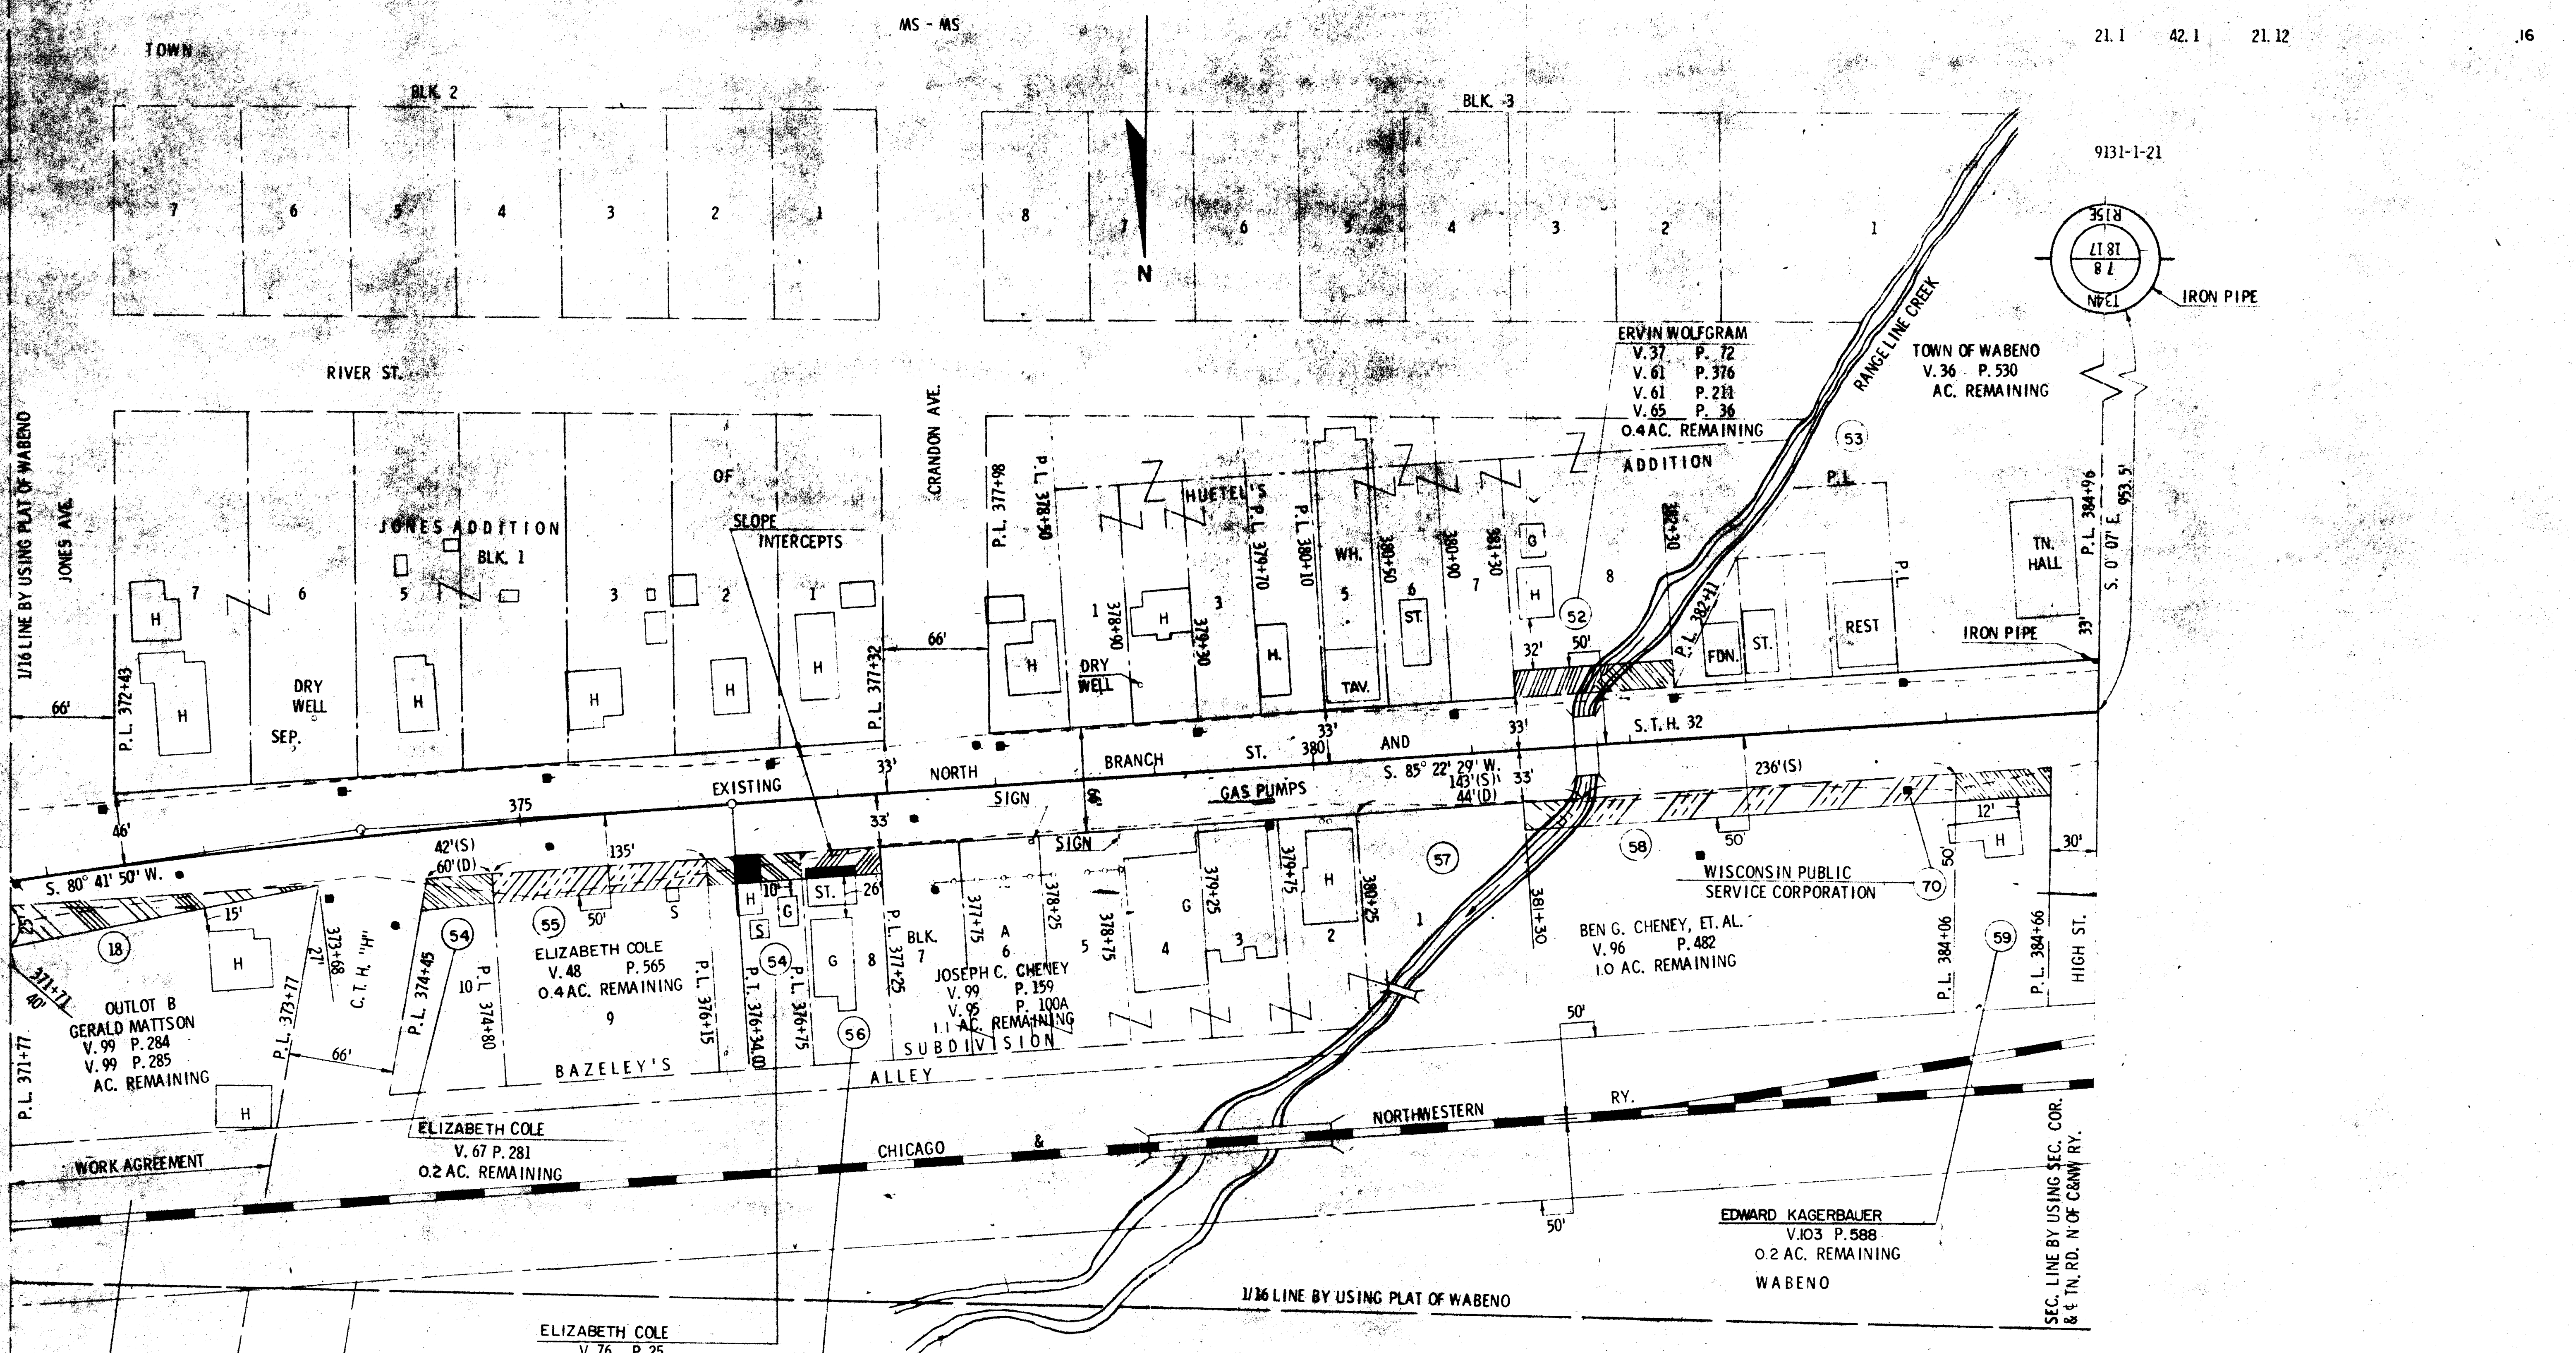 MS - MS
21. 1 42. 1 21. 12 .16
TOWN
BLK. 2
BLK. 3
9131-1-21
7 6 5 4 3 2 1
8 7 6 5 4 3 2 1
N
R15E
18 17
7 8
T34N
IRON PIPE
RANGE LINE CREEK
RIVER ST.
CRANDON AVE.
1/16 LINE BY USING PLAT OF WABENO
JONES AVE.
ERVIN WOLFGRAM
V. 37 P. 72
V. 61 P. 376
V. 61 P. 211
V. 65 P. 36
0.4 AC. REMAINING
TOWN OF WABENO
V. 36 P. 530
AC. REMAINING
53
ADDITION
P.L.
OF
JONES ADDITION
BLK. 1
SLOPE
INTERCEPTS
HUETEL'S
P.L. 377+98
P.L. 378+50
P.L. 379+70
P.L. 380+10
380+50
380+90
381+30
382+30
P.L. 382+11
P.L.
P.L. 384+96
S. 0° 07' E. 953.5'
7 6 5 3 2 1
H
H
H
H
H
H
P.L. 372+43
P.L. 377+32
DRY
WELL
SEP.
66'
66'
1 378+90
H
379+30
3
H
DRY
WELL
H.
WH.
5
TAV.
6
ST.
7
G
H
8
52
32'
50'
FDN.
ST.
REST
TN.
HALL
IRON PIPE
33'
EXISTING NORTH BRANCH ST. AND S.T.H. 32
33'
33'
33'
380
S. 85° 22' 29" W.
143'(S)
44'(D)
33'
236'(S)
GAS PUMPS
SIGN
66'
SIGN
375
33'
46'
S. 80° 41' 50" W.
42'(S)
60'(D)
135'
50'
S
10'
26'
25'
15'
18
H
373+68
27'
C. T. H. "H"
371+71
40'
OUTLOT B
GERALD MATTSON
V. 99 P. 284
V. 99 P. 285
AC. REMAINING
H
P.L. 371+77
P.L. 373+77
66'
P.L. 374+45
54
10
P.L. 374+80
55
ELIZABETH COLE
V. 48 P. 565
0.4 AC. REMAINING
9
P.L. 376+15
P.T. 376+34.00
P.L. 376+75
H
S
G
54
ST.
G
8
56
P.L. 377+25
BLK. A
7 6 5 4 3 2 1
377+75
378+25
378+75
379+25
379+75
380+25
G
H
JOSEPH C. CHENEY
V. 99 P. 159
V. 95 P. 100A
1.1 AC. REMAINING
BAZELEY'S SUBDIVISION
ALLEY
57
58
381+30
50'
WISCONSIN PUBLIC
SERVICE CORPORATION
70
BEN G. CHENEY, ET. AL.
V. 96 P. 482
1.0 AC. REMAINING
12'
50'
H
30'
59
P.L. 384+06
P.L. 384+66
HIGH ST.
50'
50'
CHICAGO & NORTHWESTERN RY.
WORK AGREEMENT
ELIZABETH COLE
V. 67 P. 281
0.2 AC. REMAINING
EDWARD KAGERBAUER
V.103 P. 588
0.2 AC. REMAINING
WABENO
1/16 LINE BY USING PLAT OF WABENO
SEC. LINE BY USING SEC. COR.
& ¢ TN. RD. N OF C&NW RY.
ELIZABETH COLE
V. 76 P. 25